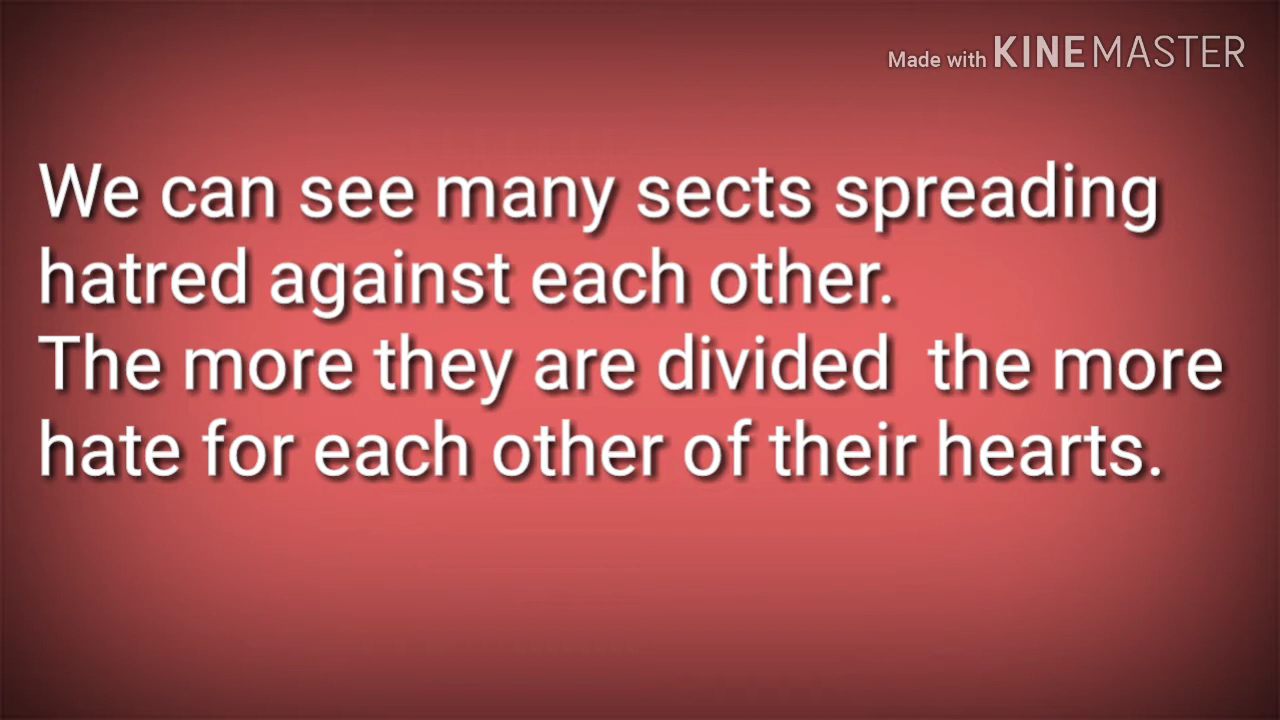 Made with KINEMASTER
We can see many sects spreading
hatred against each other.
The more they are divided  the more
hate for each other of their hearts.